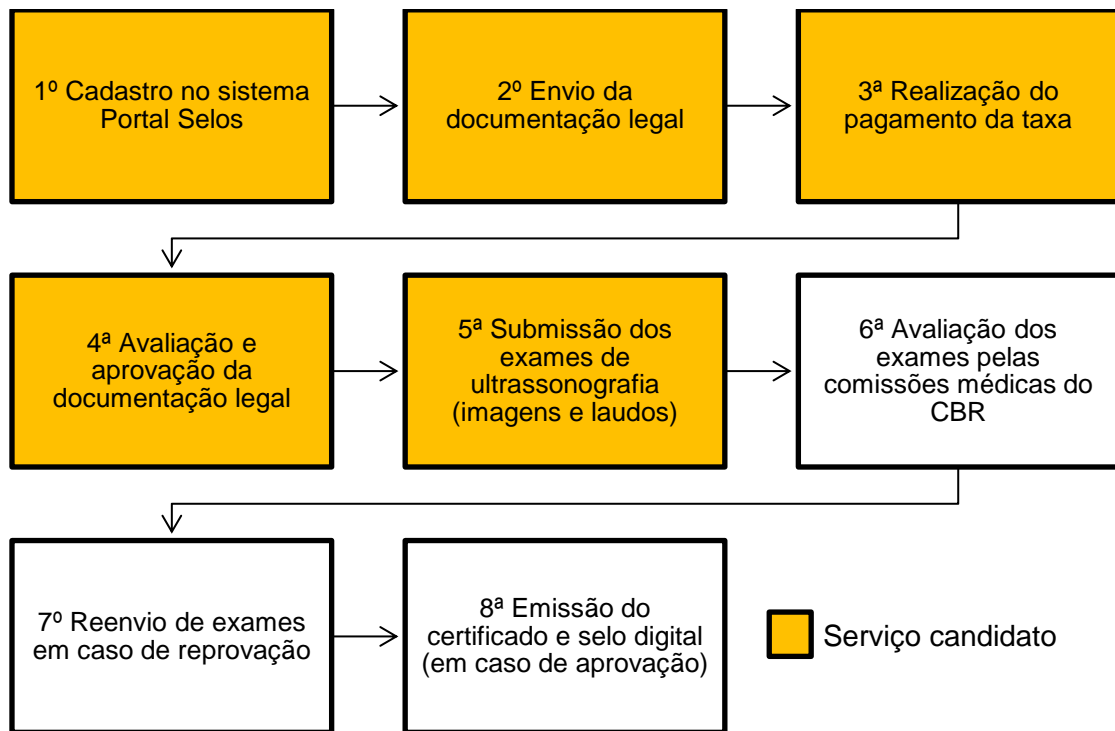 1º Cadastro no sistema
Portal Selos
2º Envio da
documentação legal
3ª Realização do
pagamento da taxa
4ª Avaliação e
aprovação da
documentação legal
5ª Submissão dos
exames de
ultrassonografia
(imagens e laudos)
6ª Avaliação dos
exames pelas
comissões médicas do
CBR
7º Reenvio de exames
em caso de reprovação
8ª Emissão do
certificado e selo digital
(em caso de aprovação)
Serviço candidato